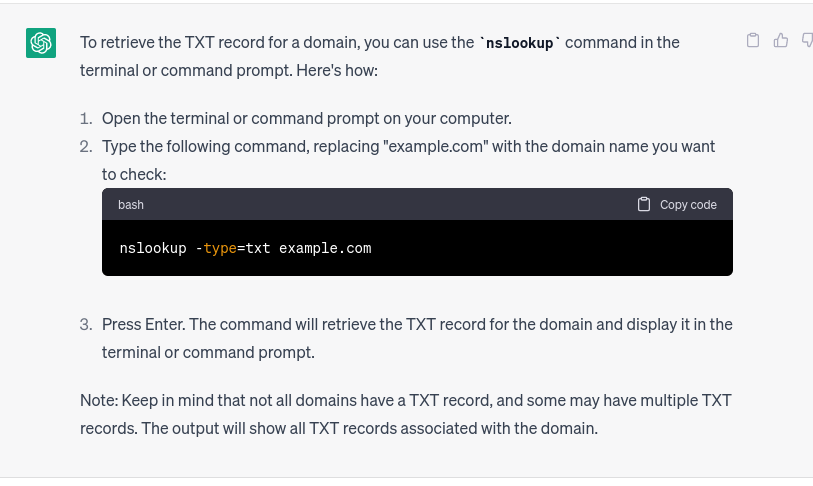 To retrieve the TXT record for a domain, you can use the `nslookup` command in the
terminal or command prompt. Here's how:
1. Open the terminal or command prompt on your computer.
2. Type the following command, replacing "example.com" with the domain name you want
to check:
bash
Copy code
nslookup -type=txt example.com
3. Press Enter. The command will retrieve the TXT record for the domain and display it in the
terminal or command prompt.
Note: Keep in mind that not all domains have a TXT record, and some may have multiple TXT
records. The output will show all TXT records associated with the domain.